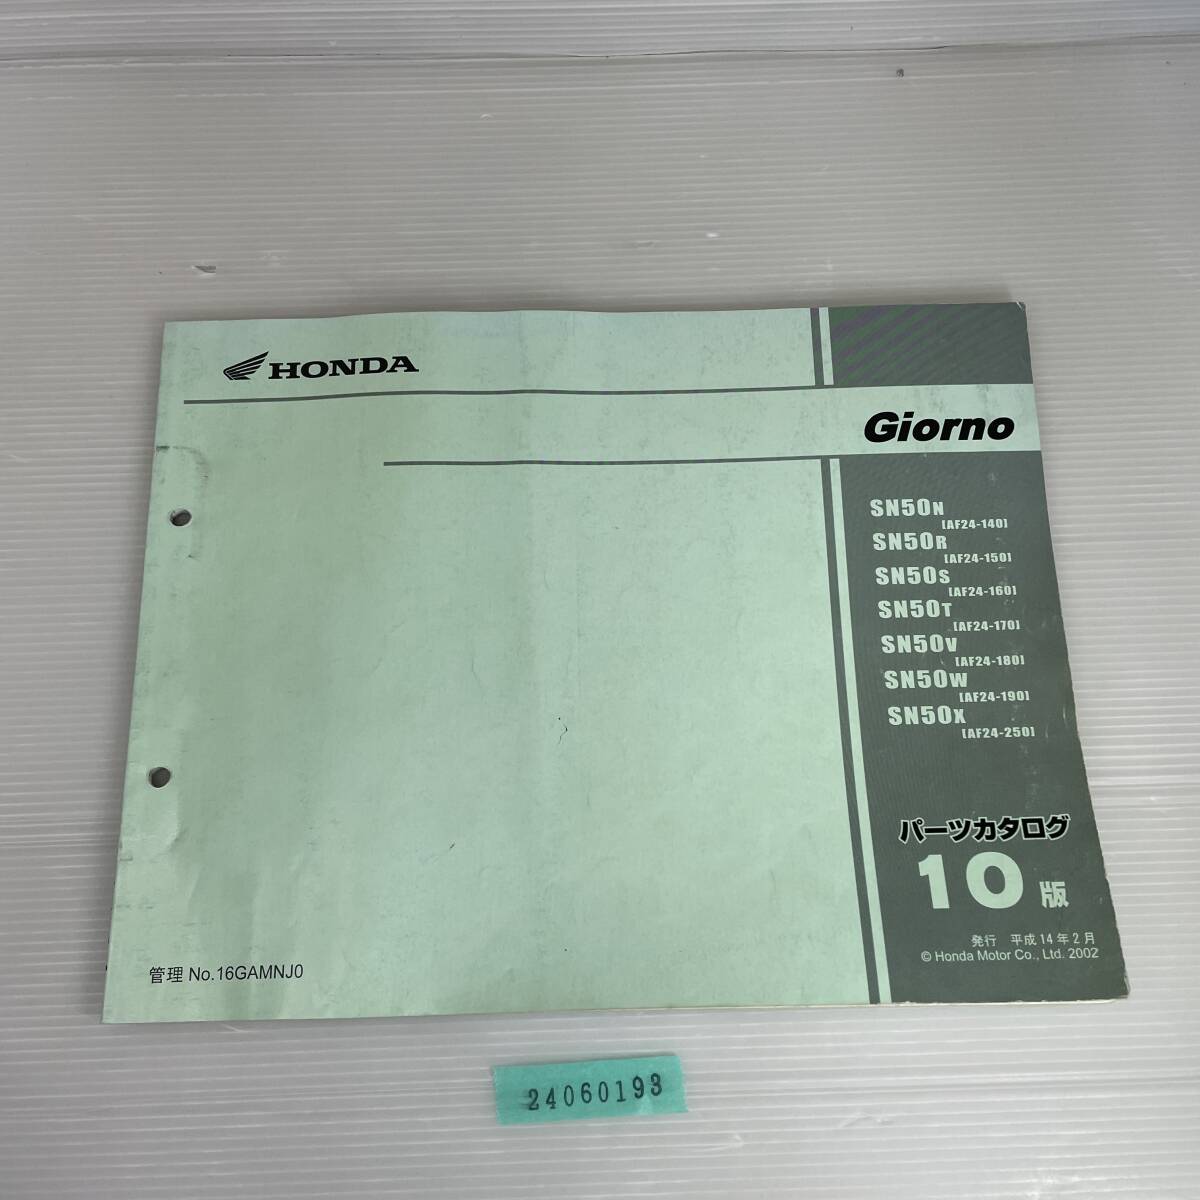 HONDA
Giorno
SN50N
[AF24-140]
SN50R
[AF24-150]
SN50S
[AF24-160]
SN50T
[AF24-170]
SN50V
[AF24-180]
SN50W
[AF24-190]
SN50X
[AF24-250]
パーツカタログ
10版
発行 平成14年2月
© Honda Motor Co., Ltd. 2002
管理 No.16GAMNJ0
24060193